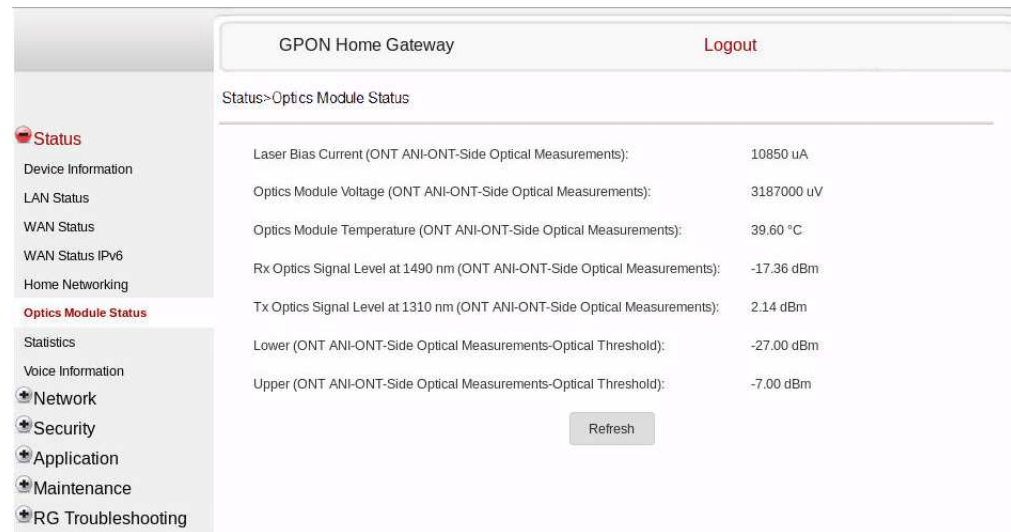 GPON Home Gateway
Logout
Status>Optics Module Status
Status
Device Information
LAN Status
WAN Status
WAN Status IPv6
Home Networking
Optics Module Status
Statistics
Voice Information
Network
Security
Application
Maintenance
RG Troubleshooting
Laser Bias Current (ONT ANI-ONT-Side Optical Measurements): 10850 uA
Optics Module Voltage (ONT ANI-ONT-Side Optical Measurements): 3187000 uV
Optics Module Temperature (ONT ANI-ONT-Side Optical Measurements): 39.60 °C
Rx Optics Signal Level at 1490 nm (ONT ANI-ONT-Side Optical Measurements): -17.36 dBm
Tx Optics Signal Level at 1310 nm (ONT ANI-ONT-Side Optical Measurements): 2.14 dBm
Lower (ONT ANI-ONT-Side Optical Measurements-Optical Threshold): -27.00 dBm
Upper (ONT ANI-ONT-Side Optical Measurements-Optical Threshold): -7.00 dBm
Refresh